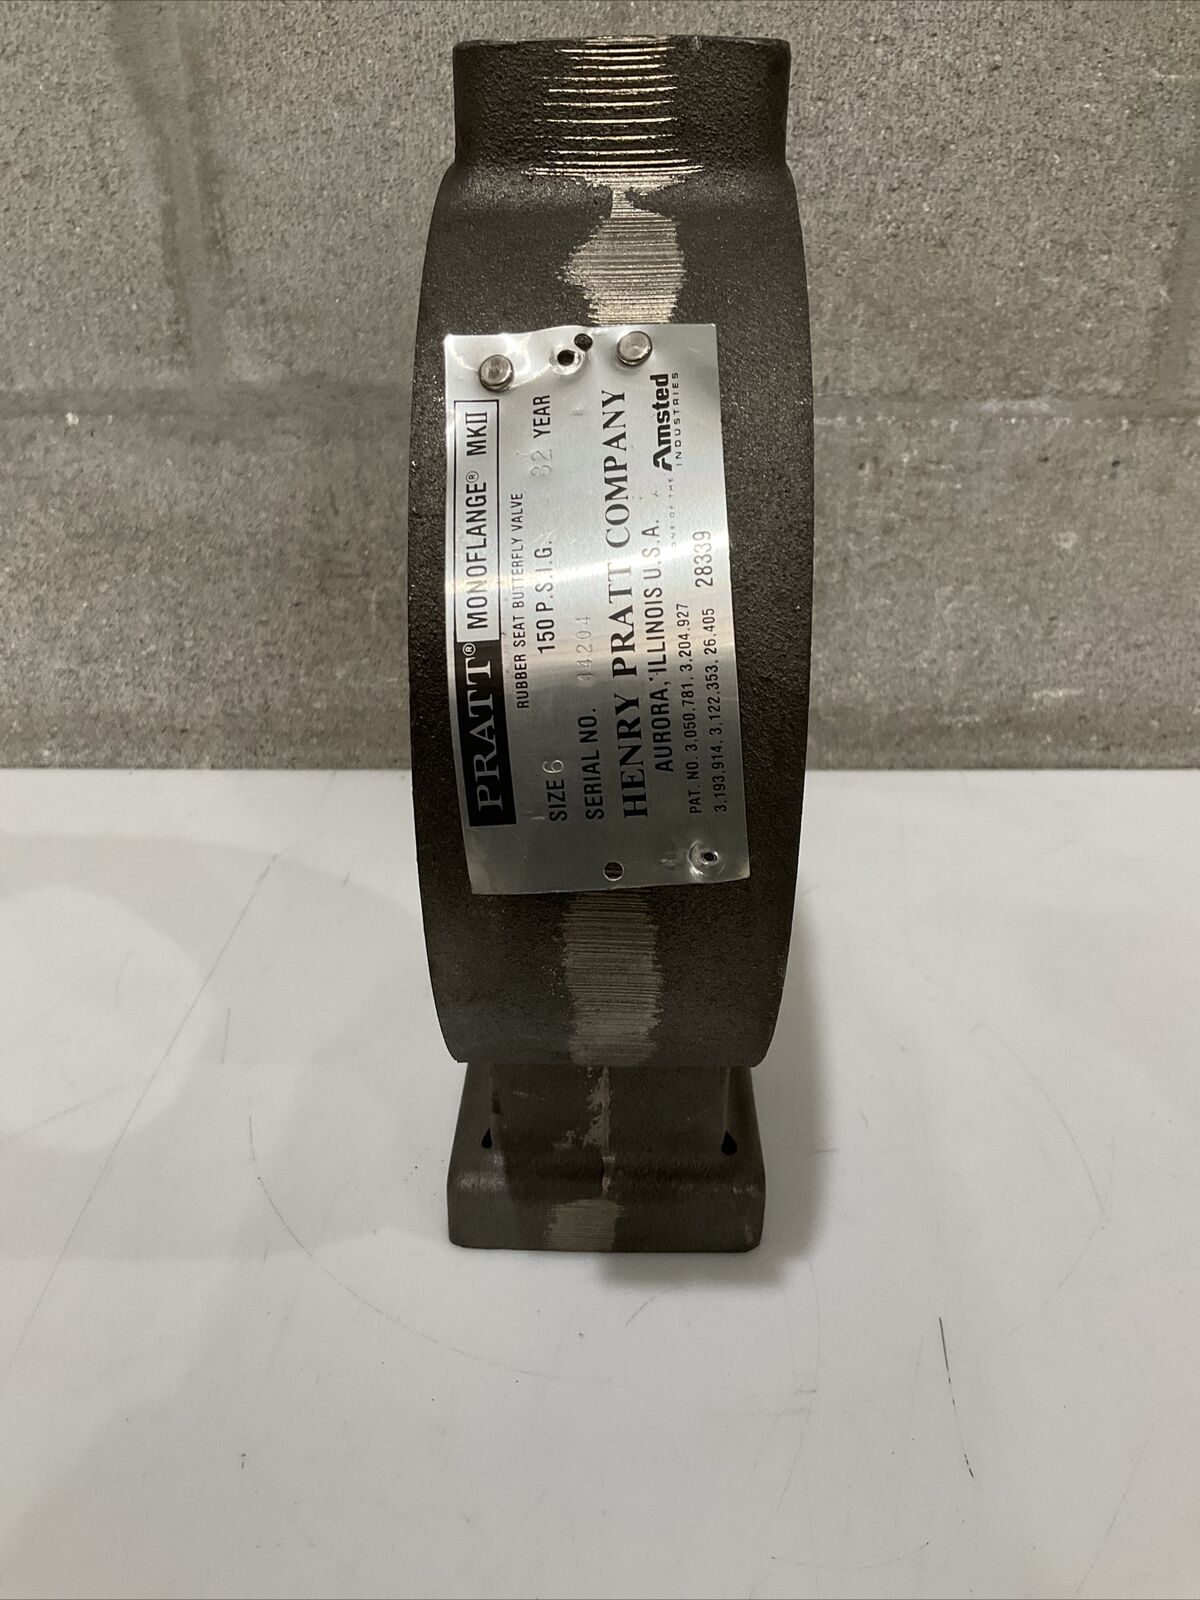 PRATT® MONOFLANGE® MKII
RUBBER SEAT BUTTERFLY VALVE
SIZE 6 150 P.S.I.G. 82 YEAR
SERIAL NO. 44204
HENRY PRATT COMPANY
AURORA, ILLINOIS U.S.A.
ONE OF THE Amsted
INDUSTRIES
PAT. NO. 3,050,781, 3,204,927
3,193,914, 3,122,353, 26,405 28339